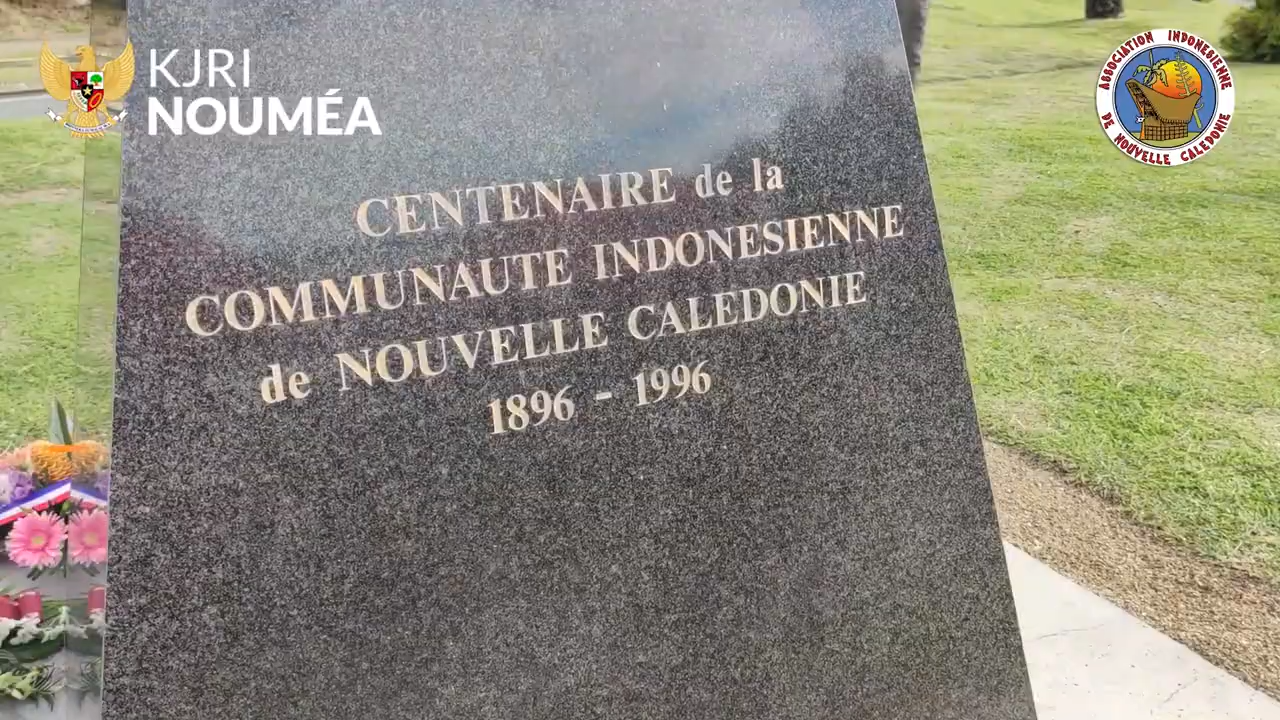 KJRI
NOUMÉA
ASSOCIATION INDONESIENNE
DE NOUVELLE CALEDONIE
CENTENAIRE de la
COMMUNAUTE INDONESIENNE
de NOUVELLE CALEDONIE
1896 - 1996